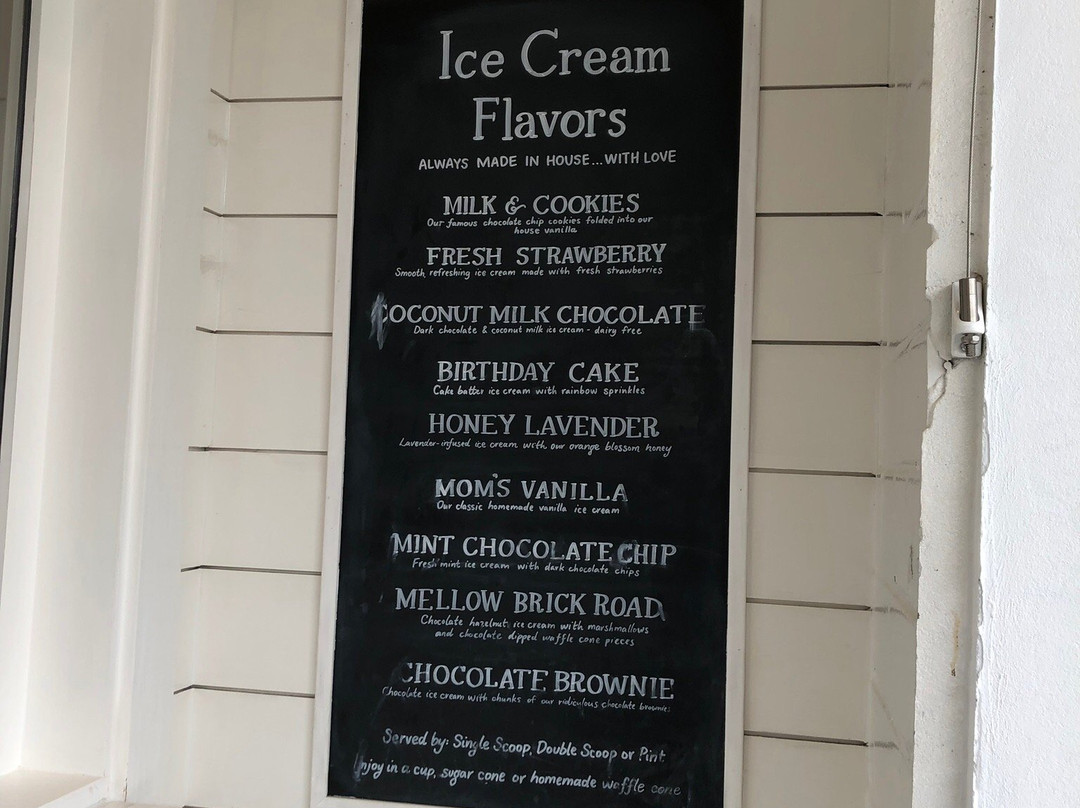 Ice Cream
Flavors
ALWAYS MADE IN HOUSE...WITH LOVE
MILK & COOKIES
Our famous chocolate chip cookies folded into our
house vanilla
FRESH STRAWBERRY
Smooth refreshing ice cream made with fresh strawberries
COCONUT MILK CHOCOLATE
Dark chocolate & coconut milk ice cream - dairy free
BIRTHDAY CAKE
Cake batter ice cream with rainbow sprinkles
HONEY LAVENDER
Lavender-infused ice cream with our orange blossom honey
MOM'S VANILLA
Our classic homemade vanilla ice cream
MINT CHOCOLATE CHIP
Fresh mint ice cream with dark chocolate chips
MELLOW BRICK ROAD
Chocolate hazelnut ice cream with marshmallows
and chocolate dipped waffle cone pieces
CHOCOLATE BROWNIE
Chocolate ice cream with chunks of our ridiculous chocolate brownies
Served by: Single Scoop, Double Scoop or Pint
Enjoy in a cup, sugar cone or homemade waffle cone